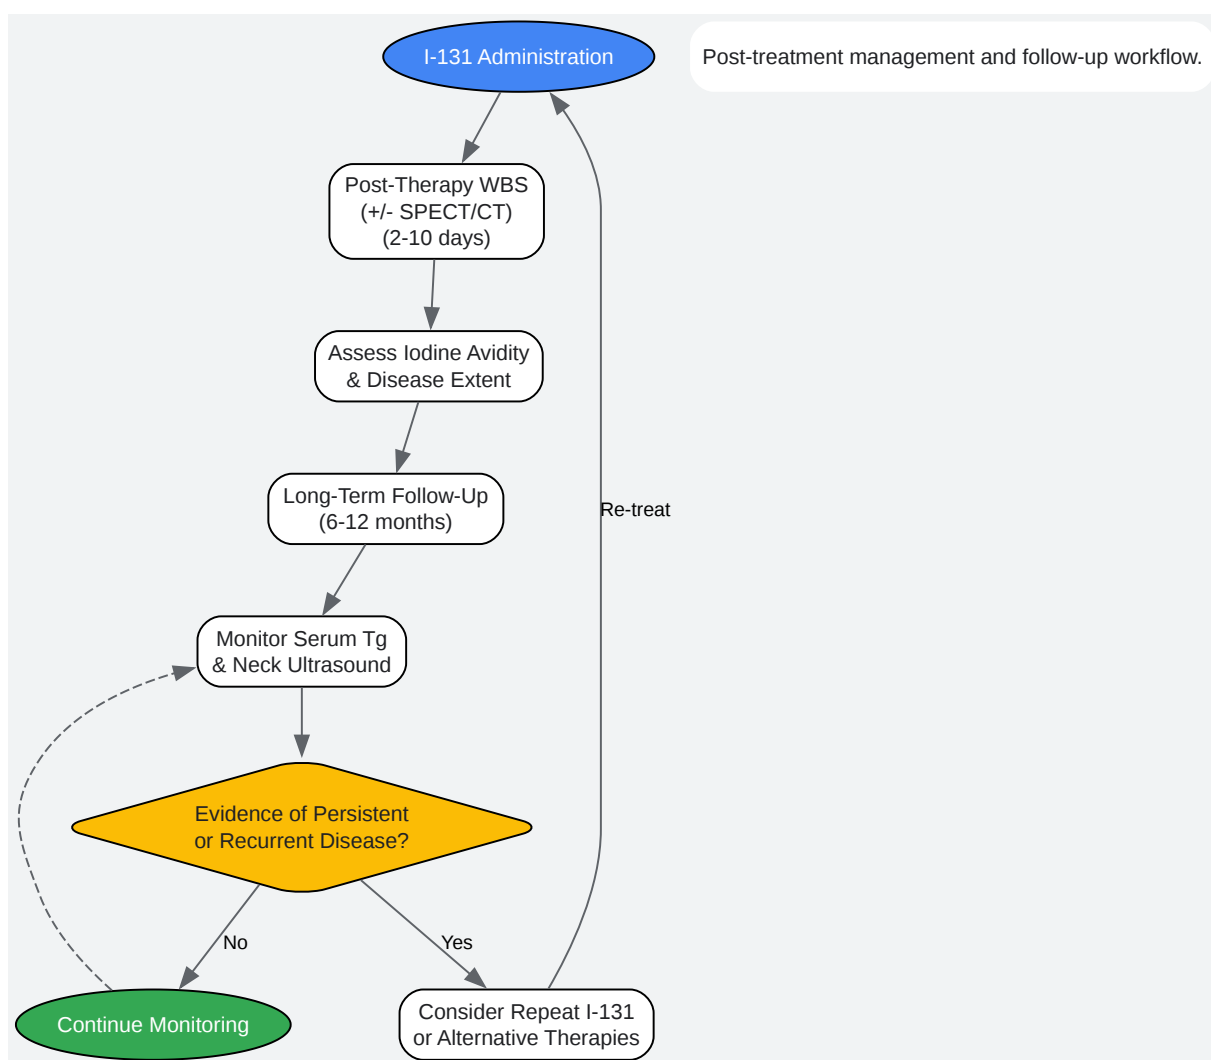 I-131 Administration
Post-treatment management and follow-up workflow.
Post-Therapy WBS
(+/- SPECT/CT)
(2-10 days)
Assess Iodine Avidity
& Disease Extent
Long-Term Follow-Up
(6-12 months)
Re-treat
Monitor Serum Tg
& Neck Ultrasound
Evidence of Persistent
or Recurrent Disease?
No
Yes
Continue Monitoring
Consider Repeat I-131
or Alternative Therapies